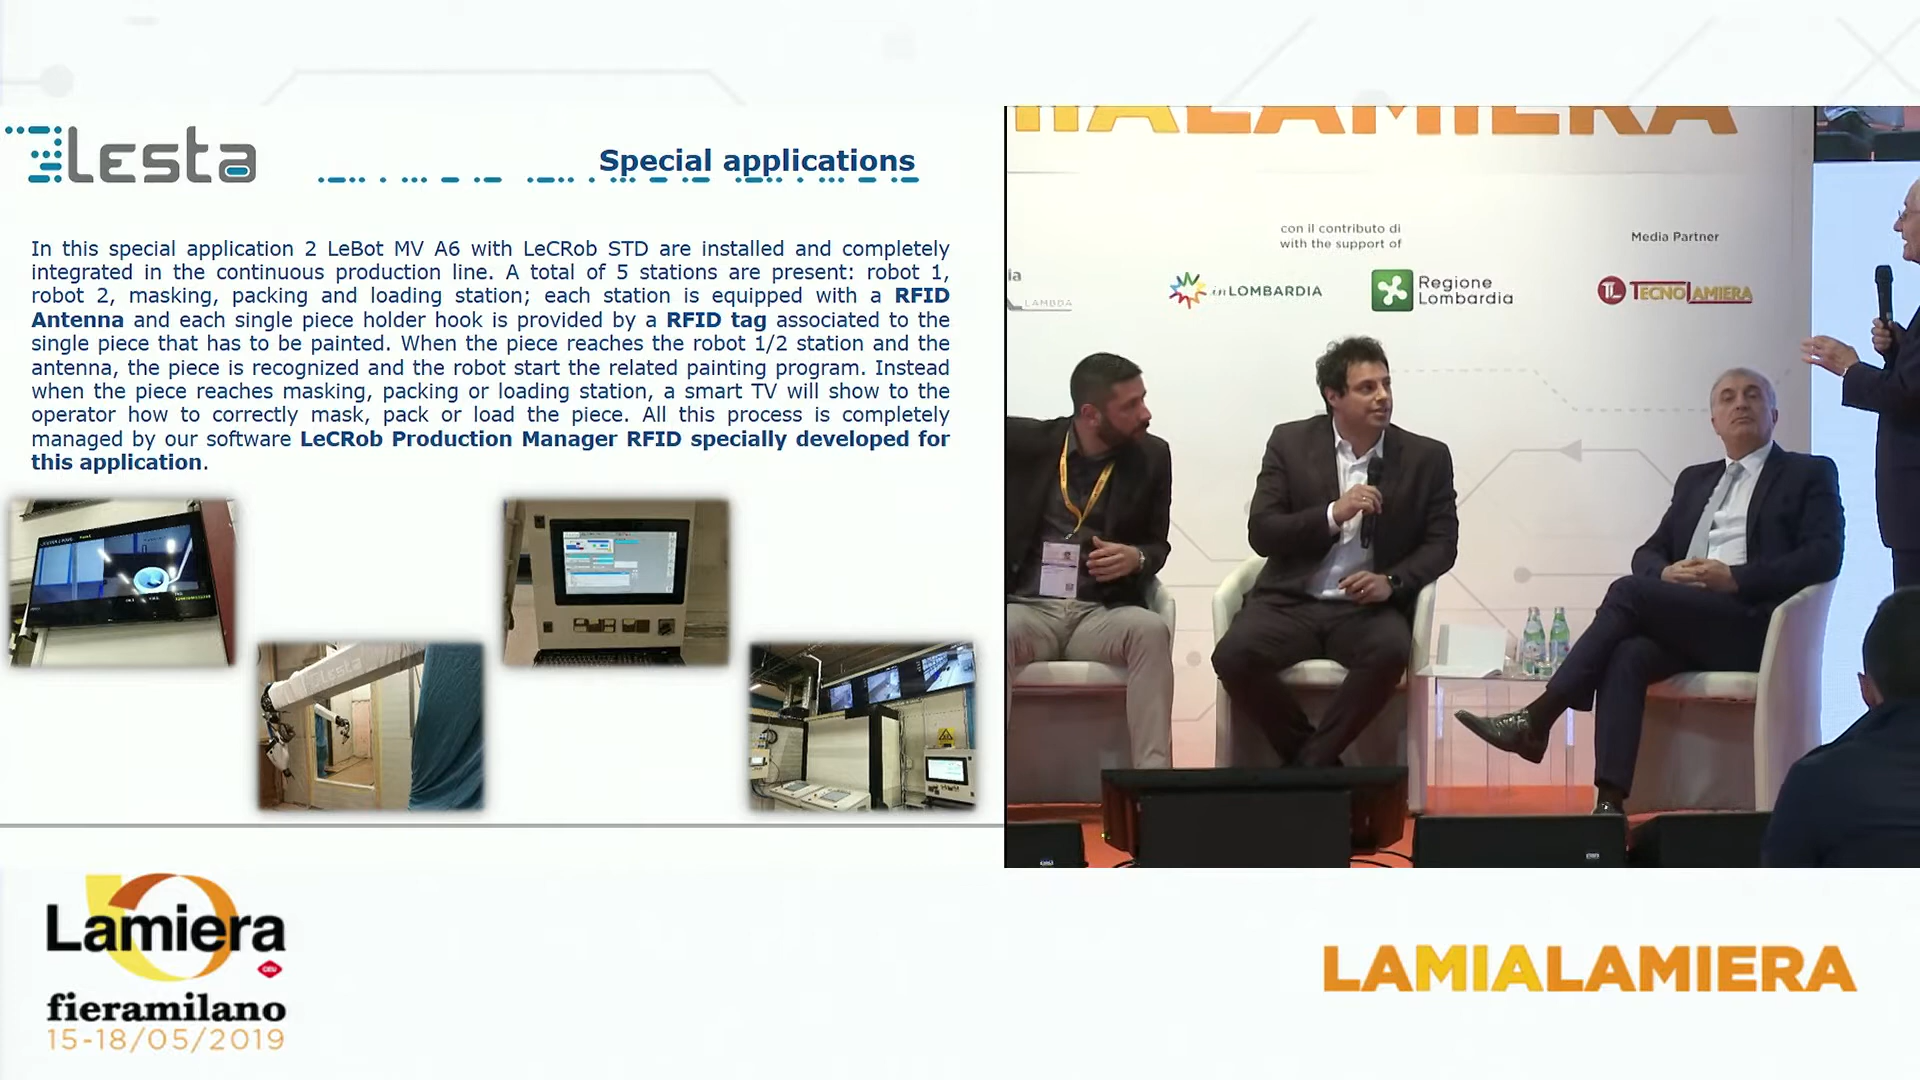 Lesta
Special applications
In this special application 2 LeBot MV A6 with LeCRob STD are installed and completely
integrated in the continuous production line. A total of 5 stations are present: robot 1,
robot 2, masking, packing and loading station; each station is equipped with a RFID
Antenna and each single piece holder hook is provided by a RFID tag associated to the
single piece that has to be painted. When the piece reaches the robot 1/2 station and the
antenna, the piece is recognized and the robot start the related painting program. Instead
when the piece reaches masking, packing or loading station, a smart TV will show to the
operator how to correctly mask, pack or load the piece. All this process is completely
managed by our software LeCRob Production Manager RFID specially developed for
this application.
Lesta
LAMIERA
con il contributo di
with the support of
Media Partner
LAMBDA
inLOMBARDIA
Regione
Lombardia
TL TECNOLAMIERA
Lamiera
CEU
fieramilano
15-18/05/2019
LAMIALAMIERA